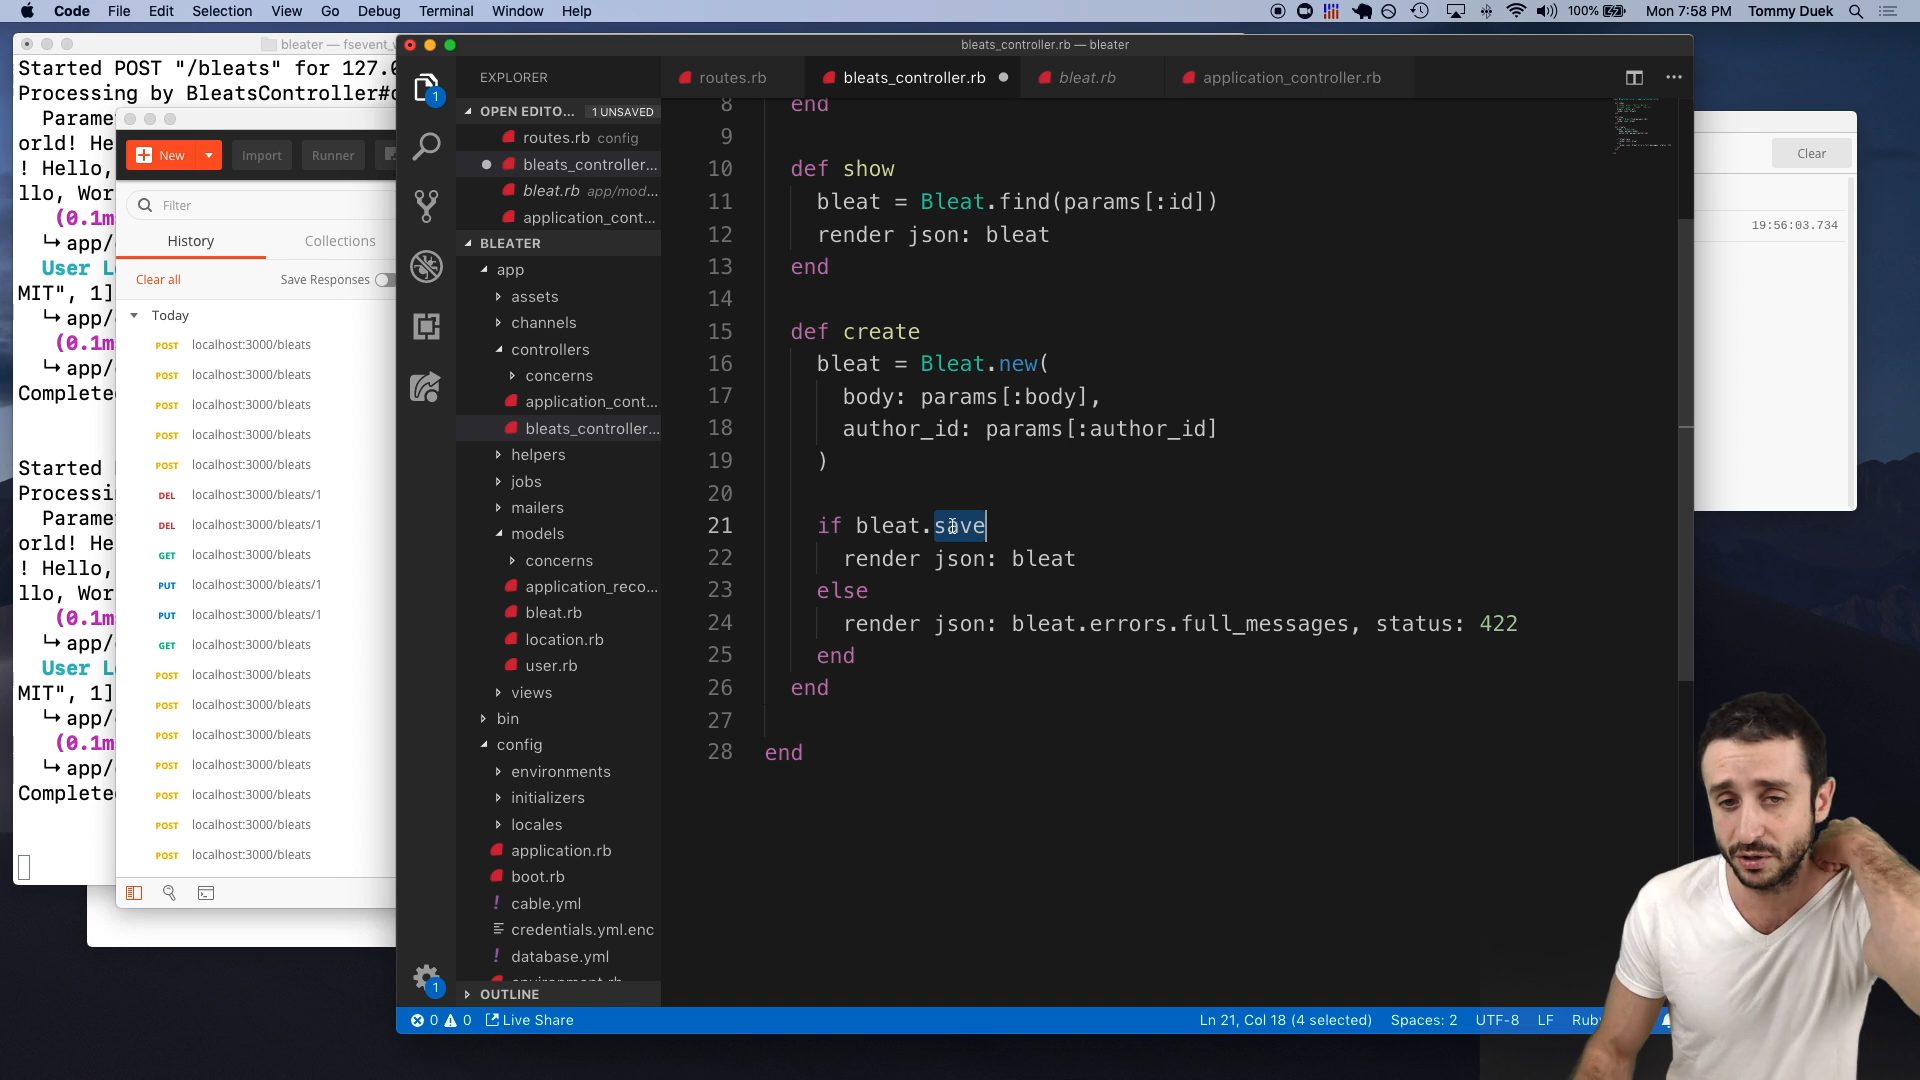 Code File Edit Selection View Go Debug Terminal Window Help
100% Mon 7:58 PM Tommy Duek
bleater — fsevent_
Started POST "/bleats" for 127.0
Processing by BleatsController#c
Parame
orld! He
! Hello,
llo, Wor
(0.1m
↳ app/
User L
MIT", 1]
↳ app/
(0.1m
↳ app/
Complete
Started
Processi
Parame
orld! He
! Hello,
llo, Wor
(0.1m
↳ app/
User L
MIT", 1]
↳ app/
(0.1m
↳ app/
Complete
New Import Runner
Filter
History Collections
Clear all Save Responses
Today
POST localhost:3000/bleats
POST localhost:3000/bleats
POST localhost:3000/bleats
POST localhost:3000/bleats
POST localhost:3000/bleats
DEL localhost:3000/bleats/1
DEL localhost:3000/bleats/1
GET localhost:3000/bleats
PUT localhost:3000/bleats/1
PUT localhost:3000/bleats/1
GET localhost:3000/bleats
POST localhost:3000/bleats
POST localhost:3000/bleats
POST localhost:3000/bleats
POST localhost:3000/bleats
POST localhost:3000/bleats
POST localhost:3000/bleats
POST localhost:3000/bleats
bleats_controller.rb — bleater
1
1
EXPLORER
OPEN EDITO... 1 UNSAVED
routes.rb config
bleats_controller...
bleat.rb app/mod...
application_cont...
BLEATER
app
assets
channels
controllers
concerns
application_cont...
bleats_controller...
helpers
jobs
mailers
models
concerns
application_reco...
bleat.rb
location.rb
user.rb
views
bin
config
environments
initializers
locales
application.rb
boot.rb
! cable.yml
credentials.yml.enc
! database.yml
environment.rb
OUTLINE
routes.rb bleats_controller.rb bleat.rb application_controller.rb
8 end
9
10 def show
11 bleat = Bleat.find(params[:id])
12 render json: bleat
13 end
14
15 def create
16 bleat = Bleat.new(
17 body: params[:body],
18 author_id: params[:author_id]
19 )
20
21 if bleat.save
22 render json: bleat
23 else
24 render json: bleat.errors.full_messages, status: 422
25 end
26 end
27
28 end
0 0 Live Share Ln 21, Col 18 (4 selected) Spaces: 2 UTF-8 LF Rub
Clear
19:56:03.734